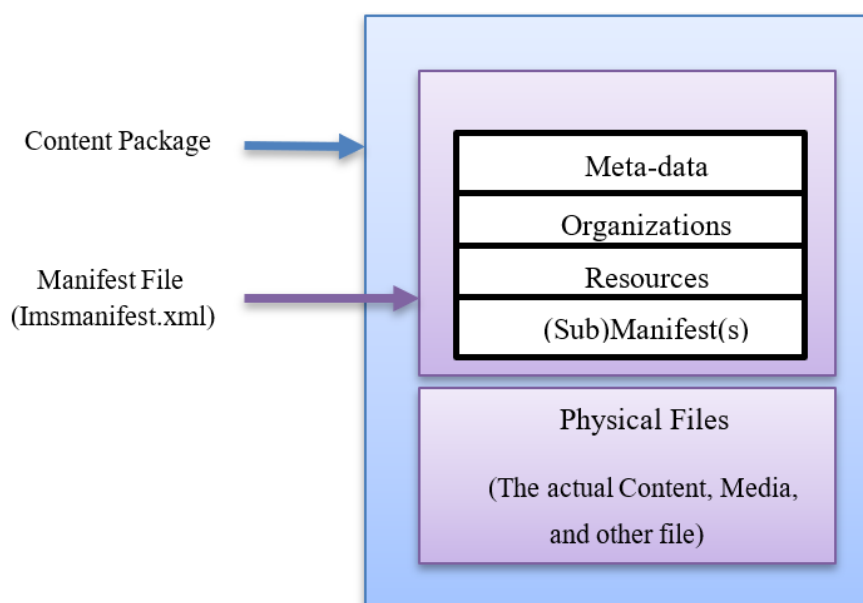 Content Package
Manifest File
(Imsmanifest.xml)
Meta-data
Organizations
Resources
(Sub)Manifest(s)
Physical Files
(The actual Content, Media,
and other file)